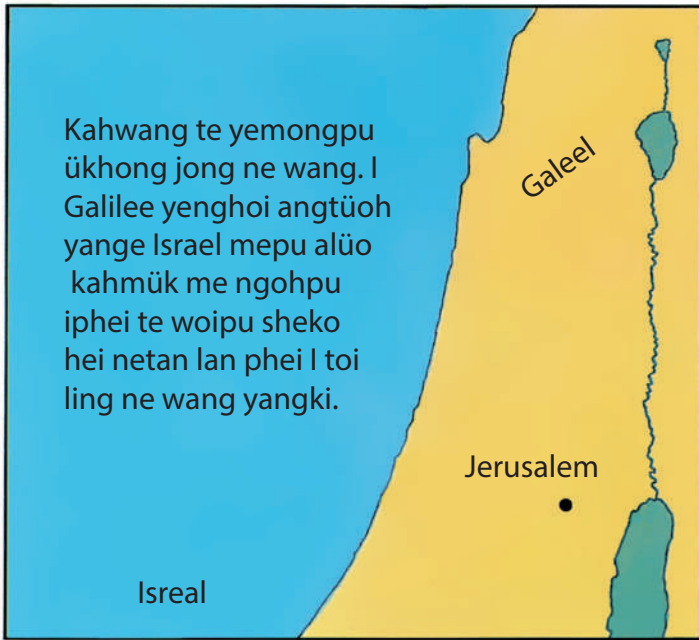 Kahwang te yemongpu
ükhong jong ne wang. I
Galilee yenghoi angtüoh
yange Israel mepu alüo
kahmük me ngohpu
iphei te woipu sheko
hei netan lan phei I toi
ling ne wang yangki.
Galeel
Jerusalem
Isreal